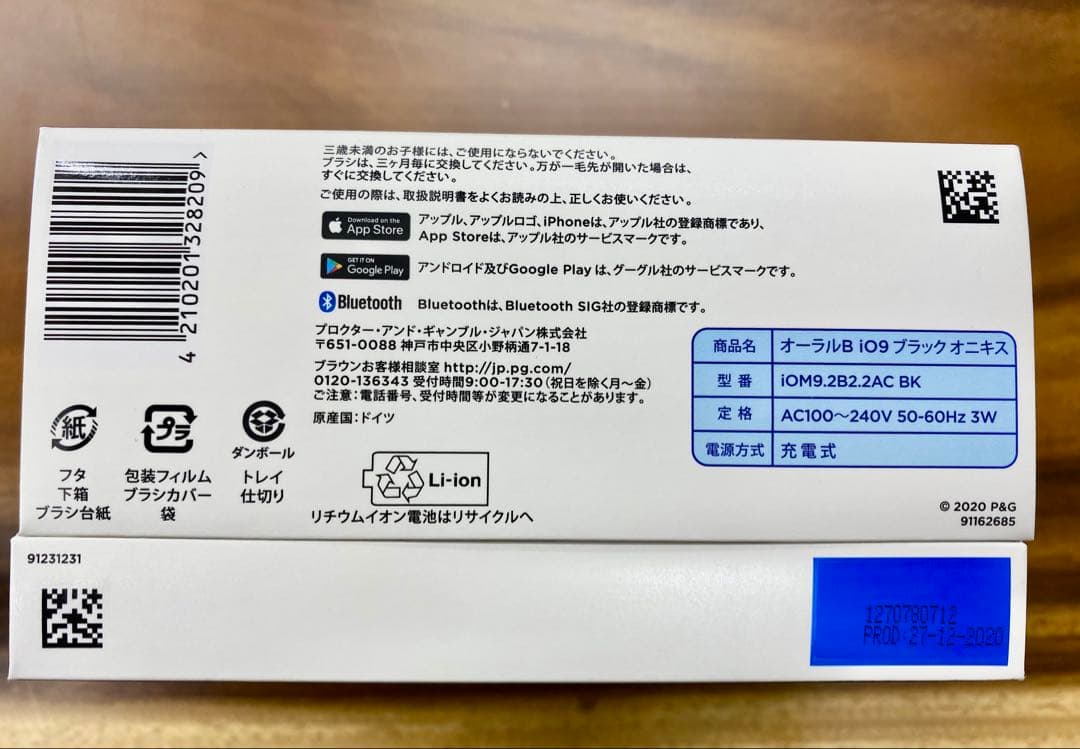 三歳未満のお子様には、ご使用にならないでください。
ブラシは、三ヶ月毎に交換してください。万が一毛先が開いた場合は、
すぐに交換してください。
ご使用の際は、取扱説明書をよくお読みの上、正しくお使いください。
Download on the
App Store
アップル、アップルロゴ、iPhoneは、アップル社の登録商標であり、
App Storeは、アップル社のサービスマークです。
GET IT ON
Google Play
アンドロイド及びGoogle Play は、グーグル社のサービスマークです。
Bluetooth
Bluetoothは、Bluetooth SIG社の登録商標です。
プロクター・アンド・ギャンブル・ジャパン株式会社
〒651-0088 神戸市中央区小野柄通7-1-18
ブラウンお客様相談室 http://jp.pg.com/
0120-136343 受付時間9:00-17:30（祝日を除く月〜金）
ご注意：電話番号、受付時間等が変更になることがあります。
原産国：ドイツ
4 210201 328209 >
商品名 オーラルB iO9 ブラック オニキス
型番 iOM9.2B2.2AC BK
定格 AC100〜240V 50-60Hz 3W
電源方式 充電式
紙
フタ
下箱
ブラシ台紙
プラ
包装フィルム
ブラシカバー
袋
ダンボール
トレイ
仕切り
Li-ion
リチウムイオン電池はリサイクルへ
© 2020 P&G
91162685
91231231
1270780712
PROD:27-12-2020